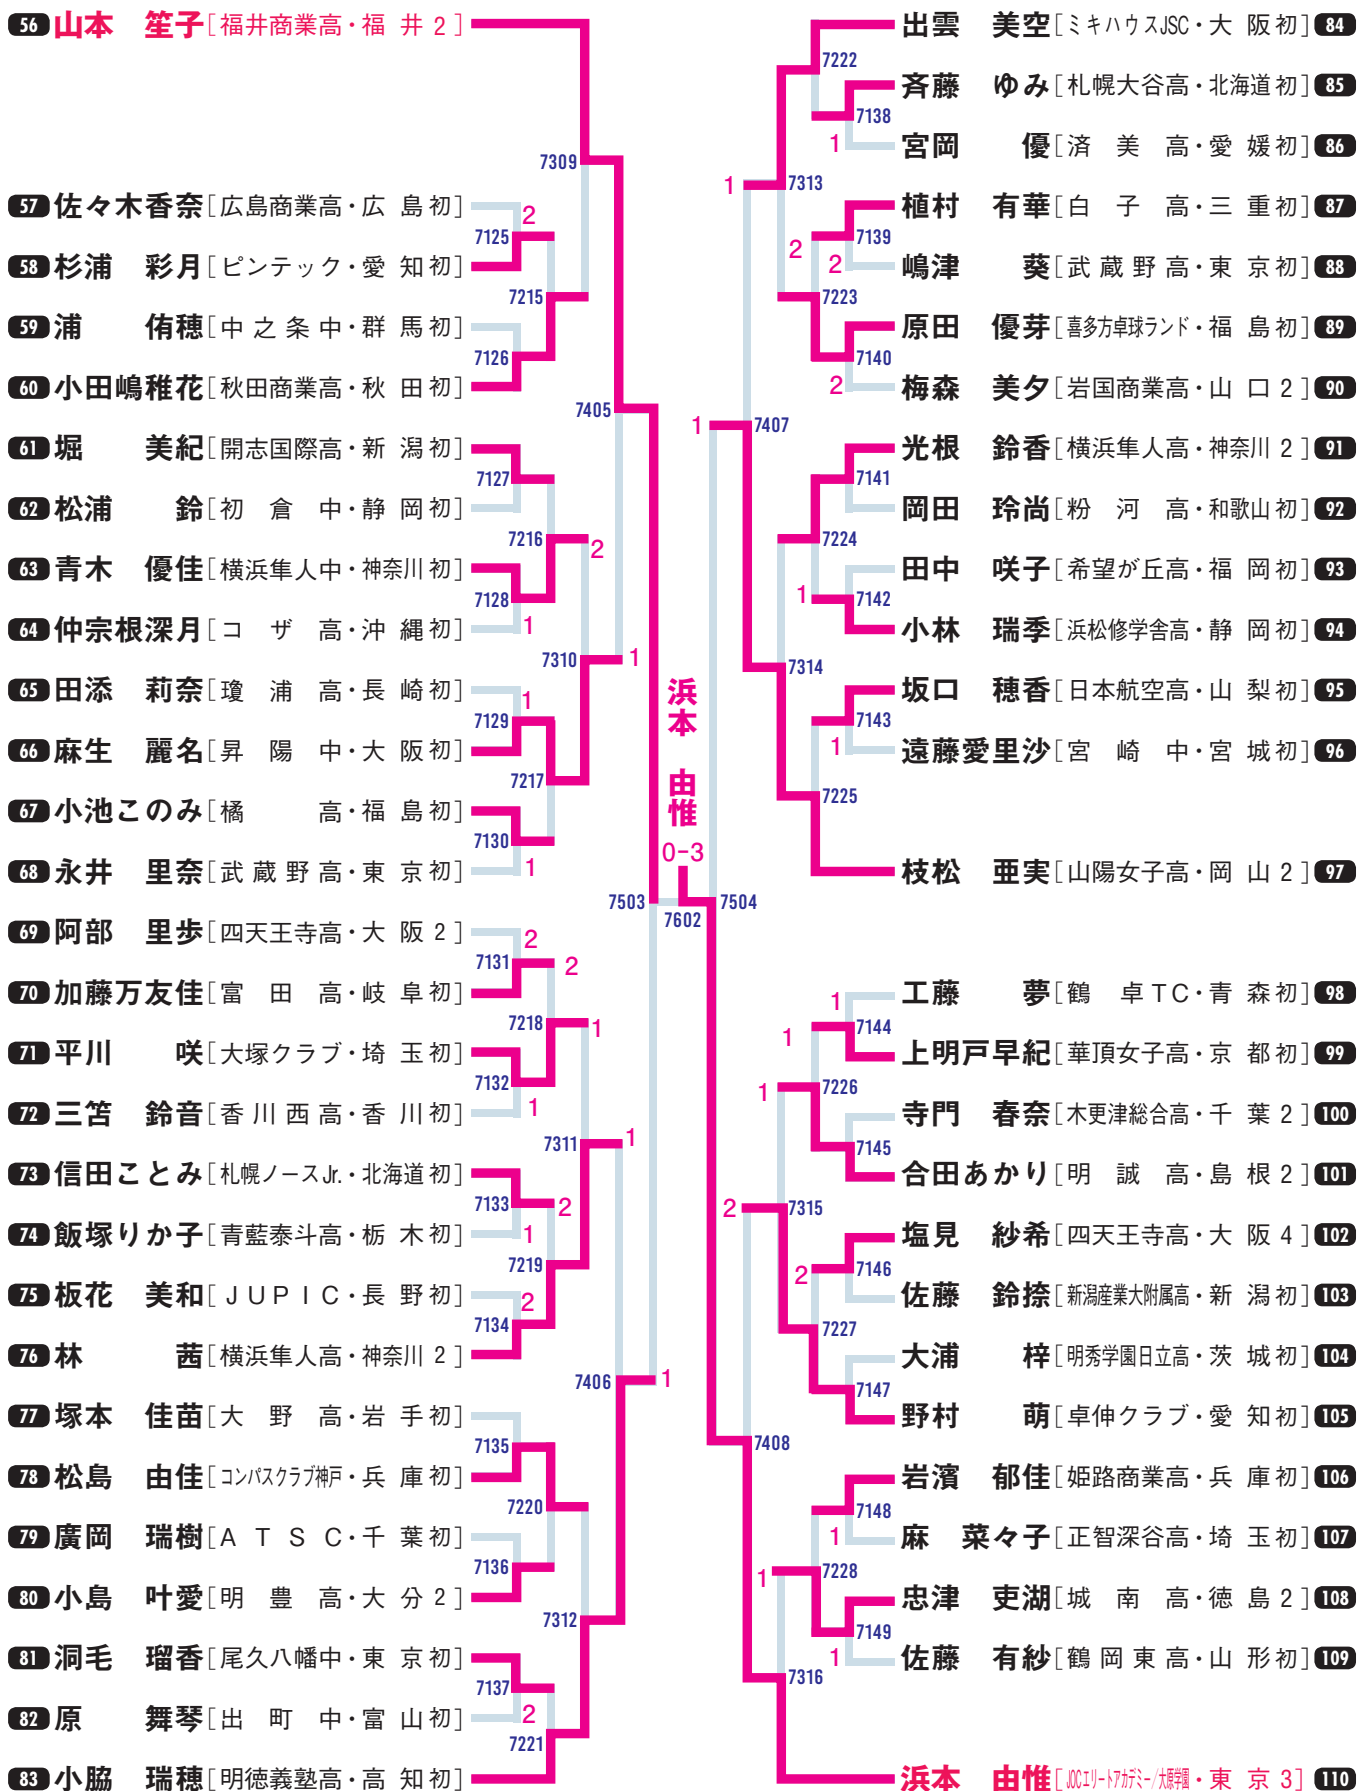 56 山本 笙子［福井商業高・福井2］
7309
57 佐々木香奈［広島商業高・広島初］
2
7125
58 杉浦 彩月［ピンテック・愛知初］
7215
59 浦 侑穂［中之条中・群馬初］
7126
60 小田嶋稚花［秋田商業高・秋田初］
7405
61 堀 美紀［開志国際高・新潟初］
7127
62 松浦 鈴［初倉中・静岡初］
7216
2
63 青木 優佳［横浜隼人中・神奈川初］
7128
64 仲宗根深月［コザ高・沖縄初］
1
7310
1
65 田添 莉奈［瓊浦高・長崎初］
1
7129
66 麻生 麗名［昇陽中・大阪初］
7217
67 小池このみ［橘高・福島初］
7130
68 永井 里奈［武蔵野高・東京初］
1
7503
69 阿部 里歩［四天王寺高・大阪2］
2
7131
2
70 加藤万友佳［富田高・岐阜初］
7218
1
71 平川 咲［大塚クラブ・埼玉初］
7132
72 三笘 鈴音［香川西高・香川初］
1
7311
1
73 信田ことみ［札幌ノースJr.・北海道初］
7133
2
74 飯塚りか子［青藍泰斗高・栃木初］
1
7219
75 板花 美和［JUPIC・長野初］
2
7134
76 林 茜［横浜隼人高・神奈川2］
7406
1
77 塚本 佳苗［大野高・岩手初］
7135
78 松島 由佳［コンパスクラブ神戸・兵庫初］
7220
79 廣岡 瑞樹［ATSC・千葉初］
7136
80 小島 叶愛［明豊高・大分2］
7312
81 洞毛 瑠香［尾久八幡中・東京初］
7137
82 原 舞琴［出町中・富山初］
2
7221
83 小脇 瑞穂［明徳義塾高・高知初］
浜本 由惟
0-3
7602
出雲 美空［ミキハウスJSC・大阪初］84
7222
斉藤 ゆみ［札幌大谷高・北海道初］85
7138
1
宮岡 優［済美高・愛媛初］86
1
7313
植村 有華［白子高・三重初］87
7139
2
2
嶋津 葵［武蔵野高・東京初］88
7223
原田 優芽［喜多方卓球ランド・福島初］89
7140
2
梅森 美夕［岩国商業高・山口2］90
1
7407
光根 鈴香［横浜隼人高・神奈川2］91
7141
岡田 玲尚［粉河高・和歌山初］92
7224
田中 咲子［希望が丘高・福岡初］93
1
7142
小林 瑞季［浜松修学舎高・静岡初］94
7314
坂口 穂香［日本航空高・山梨初］95
7143
1
遠藤愛里沙［宮崎中・宮城初］96
7225
枝松 亜実［山陽女子高・岡山2］97
7504
1
工藤 夢［鶴卓TC・青森初］98
1
7144
上明戸早紀［華頂女子高・京都初］99
1
7226
寺門 春奈［木更津総合高・千葉2］100
7145
合田あかり［明誠高・島根2］101
2
7315
塩見 紗希［四天王寺高・大阪4］102
2
7146
佐藤 鈴捺［新潟産業大附属高・新潟初］103
7227
大浦 梓［明秀学園日立高・茨城初］104
7147
野村 萌［卓伸クラブ・愛知初］105
7408
岩濱 郁佳［姫路商業高・兵庫初］106
7148
1
麻 菜々子［正智深谷高・埼玉初］107
1
7228
忠津 吏湖［城南高・徳島2］108
7149
1
佐藤 有紗［鶴岡東高・山形初］109
7316
浜本 由惟［JOCエリートアカデミー/大原学園・東京3］110